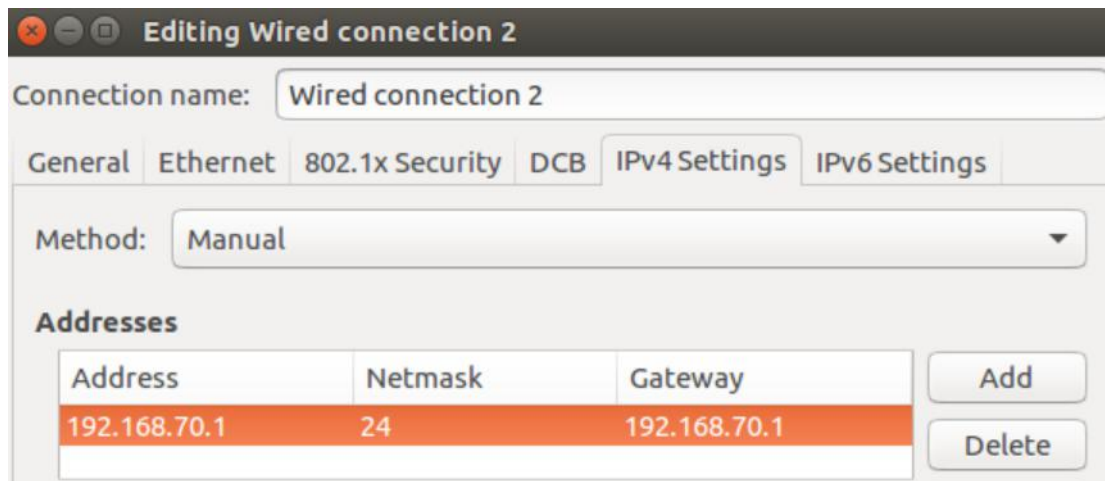 Editing Wired connection 2
Connection name: Wired connection 2
General Ethernet 802.1x Security DCB IPv4 Settings IPv6 Settings
Method: Manual
Addresses
Address Netmask Gateway Add
192.168.70.1 24 192.168.70.1
Delete